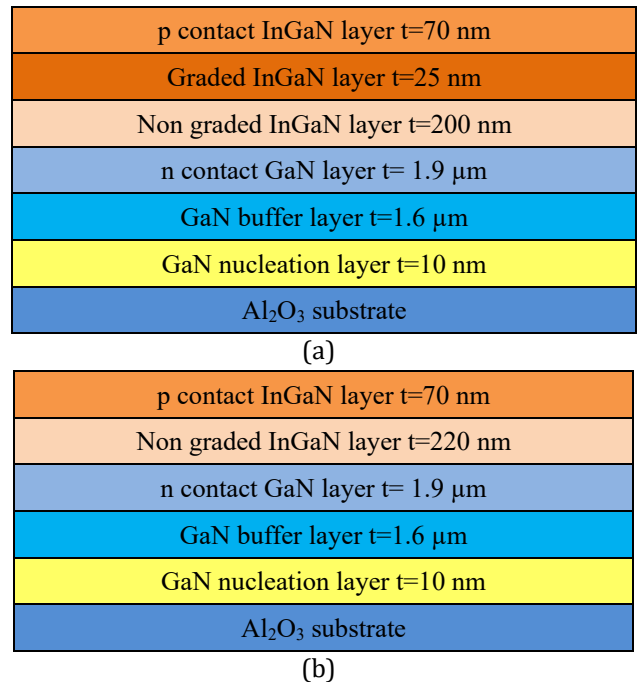 p contact InGaN layer t=70 nm
Graded InGaN layer t=25 nm
Non graded InGaN layer t=200 nm
n contact GaN layer t= 1.9 µm
GaN buffer layer t=1.6 µm
GaN nucleation layer t=10 nm
Al₂O₃ substrate
(a)
p contact InGaN layer t=70 nm
Non graded InGaN layer t=220 nm
n contact GaN layer t= 1.9 µm
GaN buffer layer t=1.6 µm
GaN nucleation layer t=10 nm
Al₂O₃ substrate
(b)